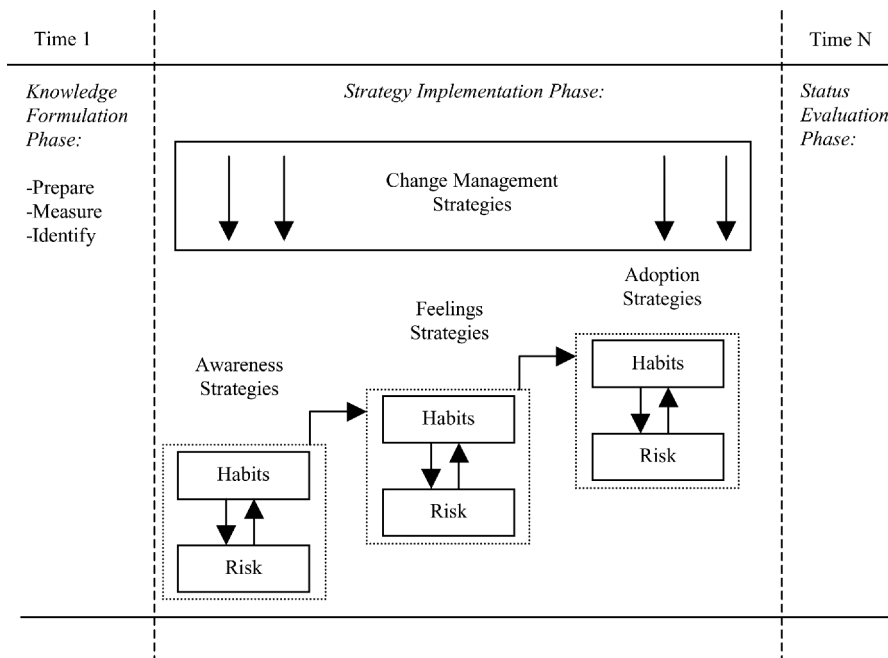 Time 1
Time N
Knowledge
Formulation
Phase:
-Prepare
-Measure
-Identify
Strategy Implementation Phase:
Change Management
Strategies
Awareness
Strategies
Habits
Risk
Feelings
Strategies
Habits
Risk
Adoption
Strategies
Habits
Risk
Status
Evaluation
Phase: